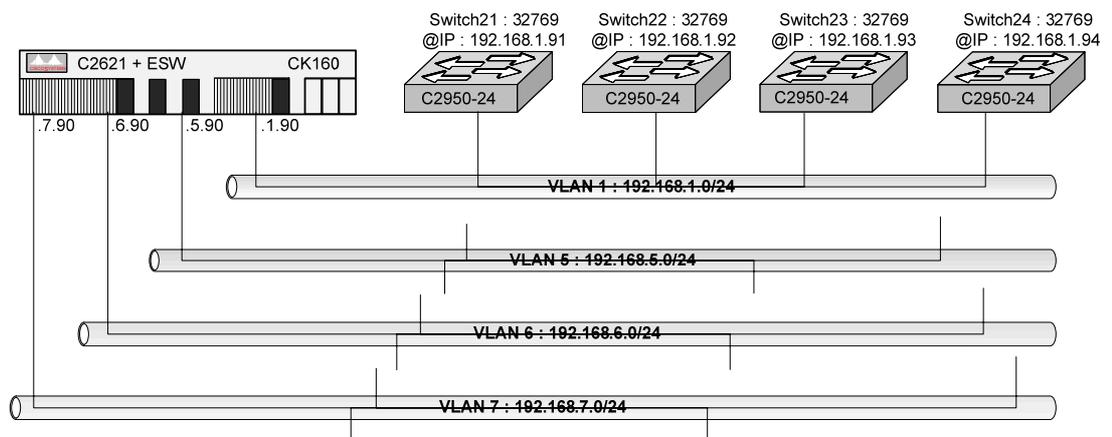 Switch21 : 32769 Switch22 : 32769 Switch23 : 32769 Switch24 : 32769
@IP : 192.168.1.91 @IP : 192.168.1.92 @IP : 192.168.1.93 @IP : 192.168.1.94
C2621 + ESW CK160
C2950-24 C2950-24 C2950-24 C2950-24
.7.90 .6.90 .5.90 .1.90
VLAN 1 : 192.168.1.0/24
VLAN 5 : 192.168.5.0/24
VLAN 6 : 192.168.6.0/24
VLAN 7 : 192.168.7.0/24